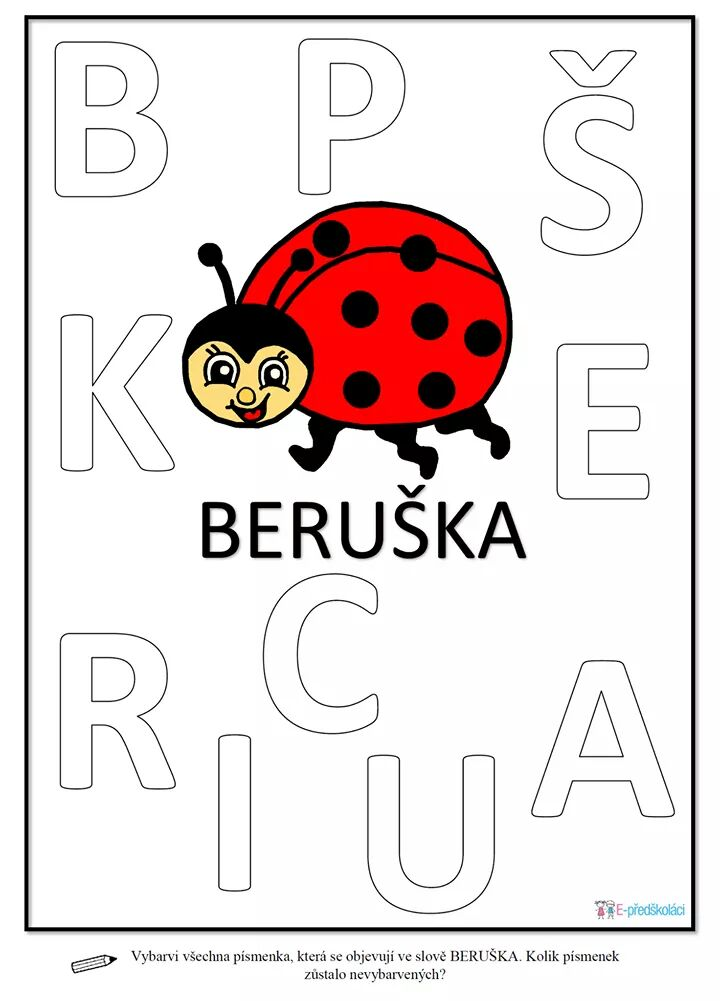 B P Š
K E
BERUŠKA
C
R A
I U
E-předškoláci
Vybarvi všechna písmenka, která se objevují ve slově BERUŠKA. Kolik písmenek
zůstalo nevybarvených?